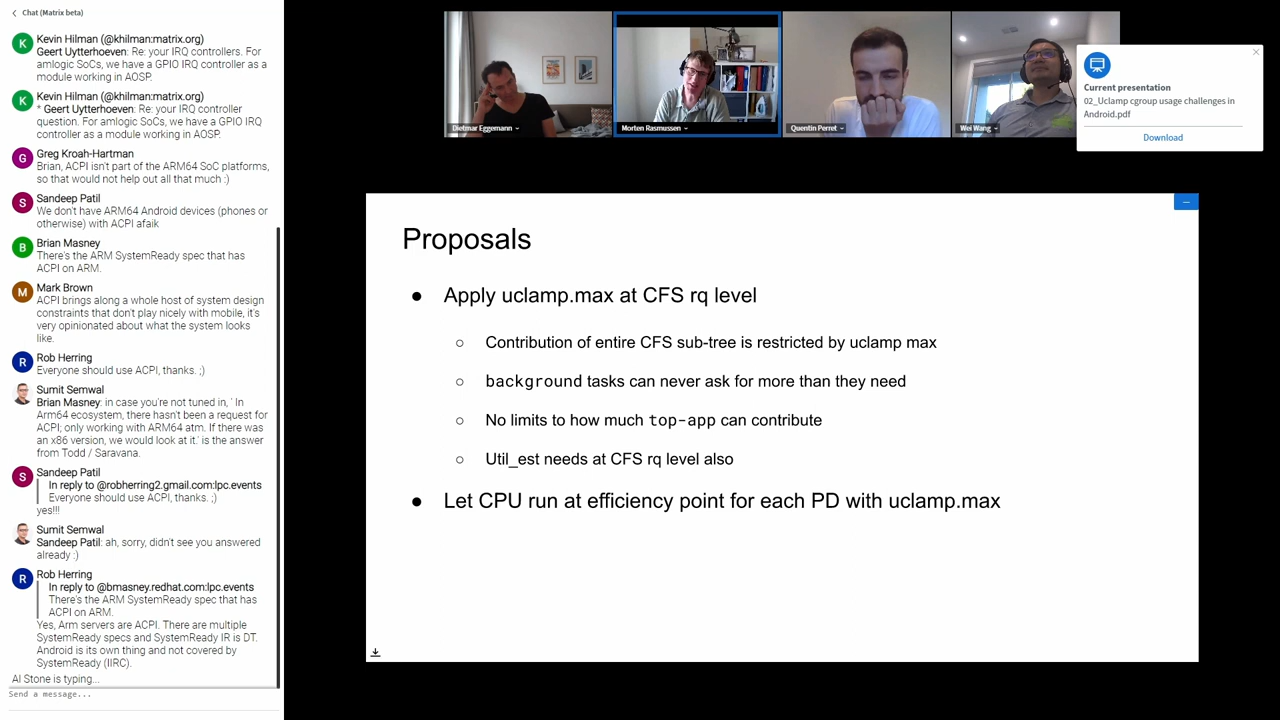 Chat (Matrix beta)
Kevin Hilman (@khilman:matrix.org)
Geert Uytterhoeven: Re: your IRQ controllers. For
amlogic SoCs, we have a GPIO IRQ controller as a
module working in AOSP.
Kevin Hilman (@khilman:matrix.org)
* Geert Uytterhoeven: Re: your IRQ controller
question. For amlogic SoCs, we have a GPIO IRQ
controller as a module working in AOSP.
Greg Kroah-Hartman
Brian, ACPI isn't part of the ARM64 SoC platforms,
so that would not help out all that much :)
Sandeep Patil
We don't have ARM64 Android devices (phones or
otherwise) with ACPI afaik
Brian Masney
There's the ARM SystemReady spec that has
ACPI on ARM.
Mark Brown
ACPI brings along a whole host of system design
constraints that don't play nicely with mobile, it's
very opinionated about what the system looks
like.
Rob Herring
Everyone should use ACPI, thanks. ;)
Sumit Semwal
Brian Masney: in case you're not tuned in, ' In
Arm64 ecosystem, there hasn't been a request for
ACPI; only working with ARM64 atm. If there was
an x86 version, we would look at it.' is the answer
from Todd / Saravana.
Sandeep Patil
In reply to @robherring2.gmail.com:lpc.events
Everyone should use ACPI, thanks. ;)
yes!!!
Sumit Semwal
Sandeep Patil: ah, sorry, didn't see you answered
already :)
Rob Herring
In reply to @bmasney.redhat.com:lpc.events
There's the ARM SystemReady spec that has
ACPI on ARM.
Yes, Arm servers are ACPI. There are multiple
SystemReady specs and SystemReady IR is DT.
Android is its own thing and not covered by
SystemReady (IIRC).
Al Stone is typing...
Send a message...
K
K
G
S
B
M
R
S
R
Dietmar Eggemann
Morten Rasmussen
Quentin Perret
Wei Wang
Current presentation
02_Uclamp cgroup usage challenges in
Android.pdf
Download
Proposals
● Apply uclamp.max at CFS rq level
○ Contribution of entire CFS sub-tree is restricted by uclamp max
○ background tasks can never ask for more than they need
○ No limits to how much top-app can contribute
○ Util_est needs at CFS rq level also
● Let CPU run at efficiency point for each PD with uclamp.max